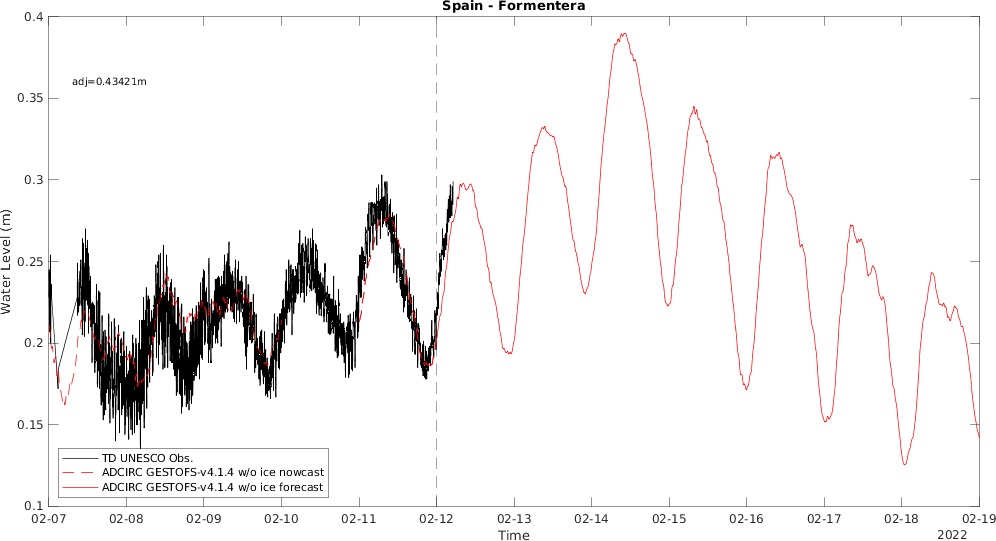 Spain - Formentera
0.4
0.35
0.3
0.25
0.2
0.15
0.1
Water Level (m)
adj=0.43421m
TD UNESCO Obs.
ADCIRC GESTOFS-v4.1.4 w/o ice nowcast
ADCIRC GESTOFS-v4.1.4 w/o ice forecast
02-07 02-08 02-09 02-10 02-11 02-12 02-13 02-14 02-15 02-16 02-17 02-18 02-19
Time
2022